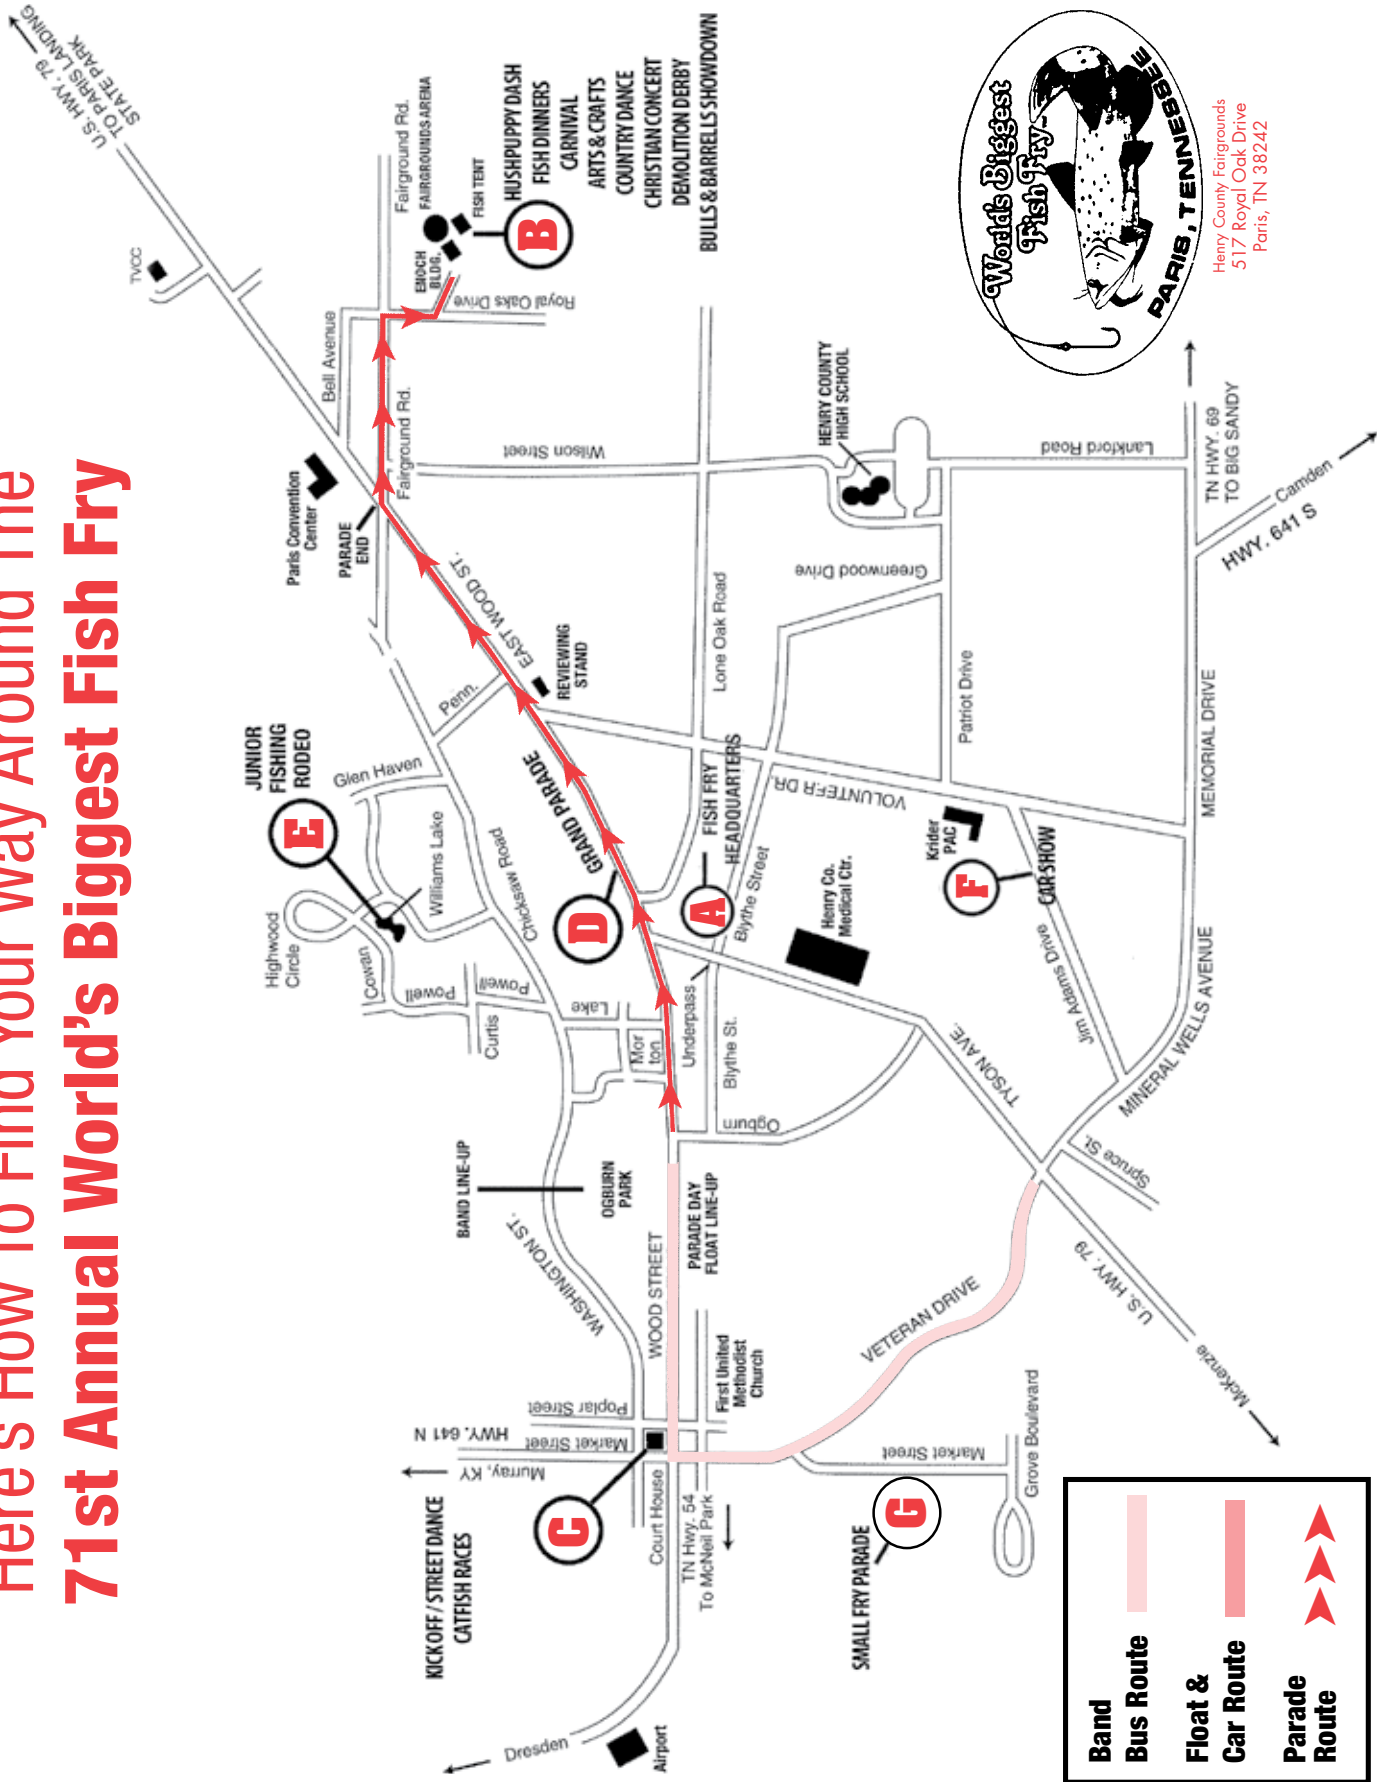 Here's How To Find Your Way Around The
71st Annual World's Biggest Fish Fry
U.S. HWY. 79
TO PARIS LANDING
STATE PARK
TVCC
Bell Avenue
Fairground Rd.
FAIRGROUNDS ARENA
FISH TENT
ENOCH
BLDG.
Royal Oaks Drive
B
HUSHPUPPY DASH
FISH DINNERS
CARNIVAL
ARTS & CRAFTS
COUNTRY DANCE
CHRISTIAN CONCERT
DEMOLITION DERBY
BULLS & BARRELLS SHOWDOWN
World's Biggest
Fish Fry
PARIS, TENNESSEE
Henry County Fairgrounds
517 Royal Oak Drive
Paris, TN 38242
Paris Convention
Center
PARADE
END
Fairground Rd.
Wilson Street
HENRY COUNTY
HIGH SCHOOL
Lankford Road
TN HWY. 69
TO BIG SANDY
Camden
HWY. 641 S
EAST WOOD ST.
REVIEWING
STAND
Penn.
Lone Oak Road
Greenwood Drive
Patriot Drive
MEMORIAL DRIVE
JUNIOR
FISHING
RODEO
E
Glen Haven
Williams Lake
Chicksaw Road
Highwood
Circle
Cowan
Powell
Powell
Curtis
Lake
Mor
ton
GRAND PARADE
D
A
FISH FRY
HEADQUARTERS
VOLUNTEER DR.
Blythe Street
Henry Co.
Medical Ctr.
Krider
PAC
F
CAR SHOW
Jim Adams Drive
MINERAL WELLS AVENUE
Underpass
Blythe St.
Ogburn
TYSON AVE.
Spruce St.
BAND LINE-UP
OGBURN
PARK
WASHINGTON ST.
WOOD STREET
PARADE DAY
FLOAT LINE-UP
VETERAN DRIVE
U.S. HWY. 79
McKenzie
First United
Methodist
Church
Poplar Street
HWY. 641 N
Market Street
Murray, KY
KICK OFF / STREET DANCE
CATFISH RACES
C
Court House
TN Hwy. 54
To McNeil Park
Market Street
Grove Boulevard
G
SMALL FRY PARADE
Dresden
Airport
Band
Bus Route
Float &
Car Route
Parade
Route